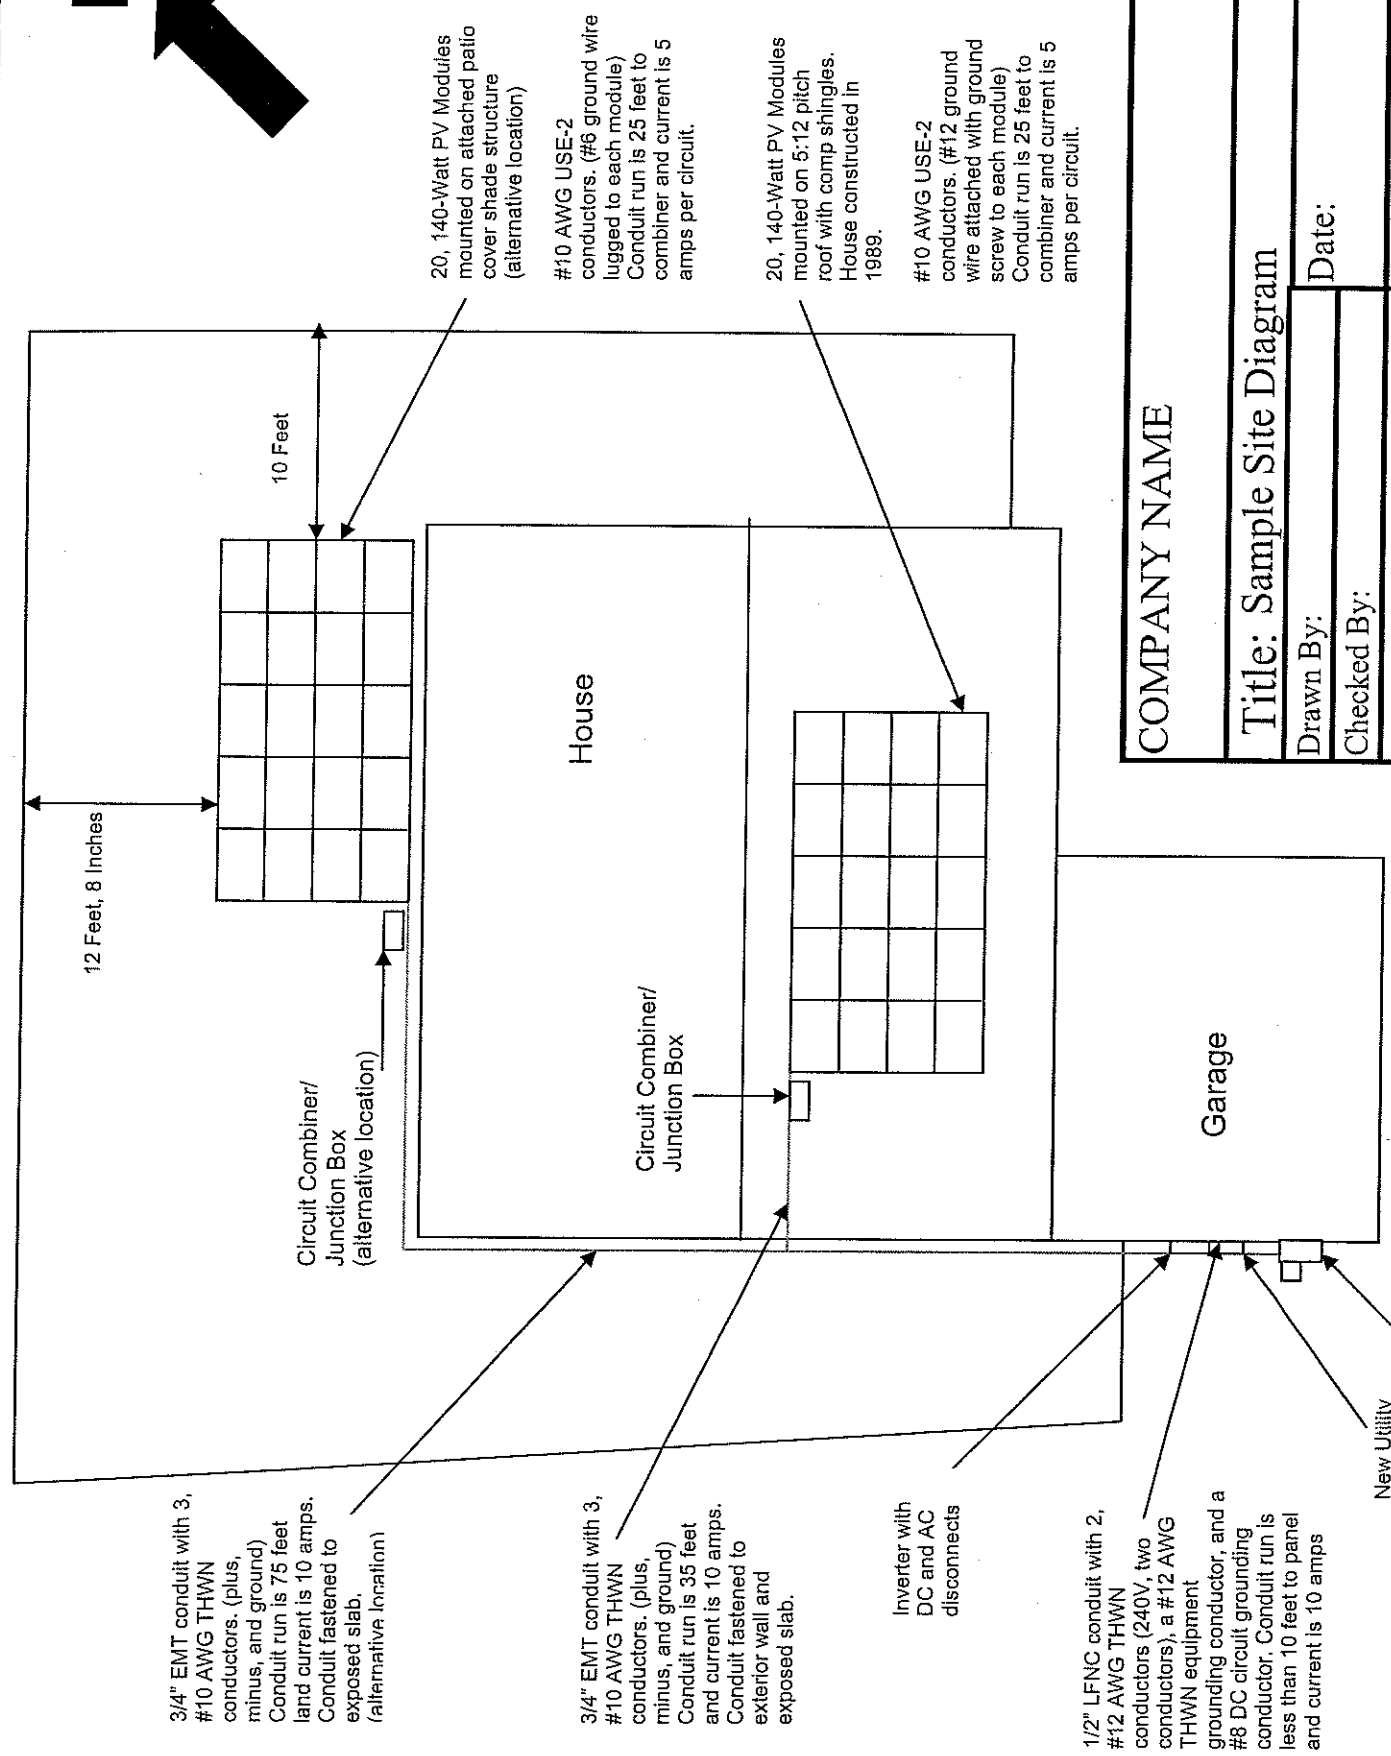 20, 140-Watt PV Modules
mounted on attached patio
cover shade structure
(alternative location)
#10 AWG USE-2
conductors. (#6 ground wire
lugged to each module)
Conduit run is 25 feet to
combiner and current is 5
amps per circuit.
20, 140-Watt PV Modules
mounted on 5:12 pitch
roof with comp shingles.
House constructed in
1989.
#10 AWG USE-2
conductors. (#12 ground
wire attached with ground
screw to each module)
Conduit run is 25 feet to
combiner and current is 5
amps per circuit.
10 Feet
12 Feet, 8 Inches
House
Circuit Combiner/
Junction Box
(alternative location)
Circuit Combiner/
Junction Box
Garage
3/4" EMT conduit with 3,
#10 AWG THWN
conductors. (plus,
minus, and ground)
Conduit run is 75 feet
land current is 10 amps.
Conduit fastened to
exposed slab.
(alternative location)
3/4" EMT conduit with 3,
#10 AWG THWN
conductors. (plus,
minus, and ground)
Conduit run is 35 feet
and current is 10 amps.
Conduit fastened to
exterior wall and
exposed slab.
Inverter with
DC and AC
disconnects
1/2" LFNC conduit with 2,
#12 AWG THWN
conductors (240V, two
conductors), a #12 AWG
THWN equipment
grounding conductor, and a
#8 DC circuit grounding
conductor. Conduit run is
less than 10 feet to panel
and current is 10 amps
New Utility
COMPANY NAME
Title: Sample Site Diagram
Drawn By:
Date:
Checked By: